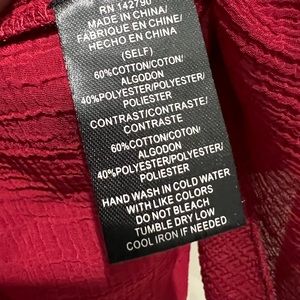 RN 142790
MADE IN CHINA/
FABRIQUE EN CHINE/
HECHO EN CHINA
(SELF)
60%COTTON/COTON/
ALGODON
40%POLYESTER/POLYESTER/
POLIESTER
CONTRAST/CONTRASTE/
CONTRASTE
60%COTTON/COTON/
ALGODON
40%POLYESTER/POLYESTER/
POLIESTER
HAND WASH IN COLD WATER
WITH LIKE COLORS
DO NOT BLEACH
TUMBLE DRY LOW
COOL IRON IF NEEDED